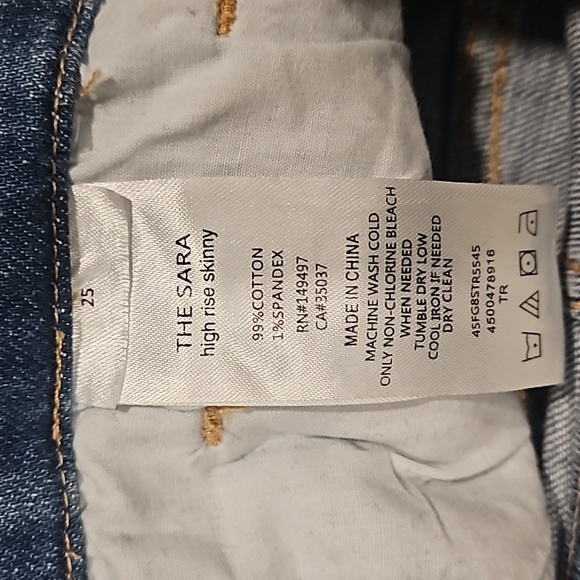 25
THE SARA
high rise skinny
99%COTTON
1%SPANDEX
RN#149497
CA#35037
MADE IN CHINA
MACHINE WASH COLD
ONLY NON-CHLORINE BLEACH
WHEN NEEDED
TUMBLE DRY LOW
COOL IRON IF NEEDED
DRY CLEAN
45FGBSTR5545
4500478916
TR